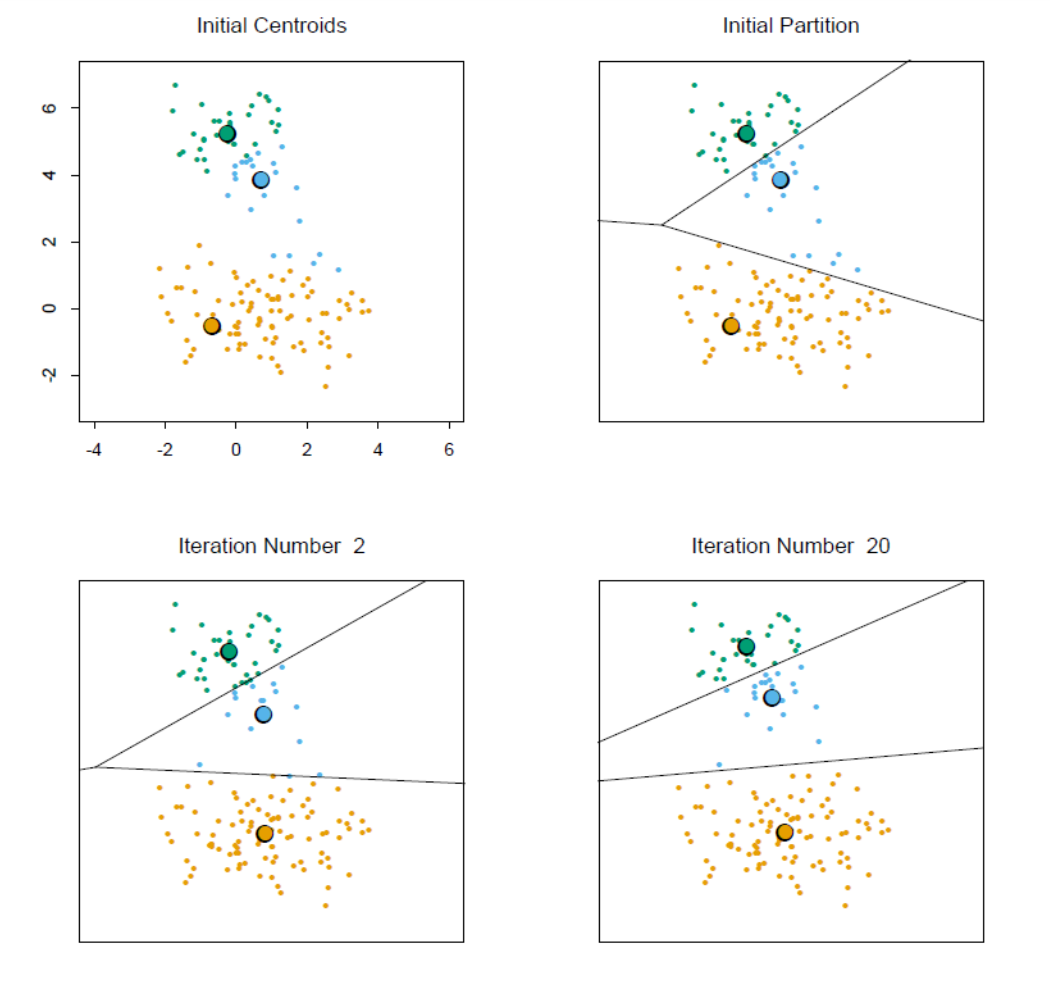 Initial Centroids
Initial Partition
6
4
2
0
-2
-4 -2 0 2 4 6
Iteration Number 2
Iteration Number 20